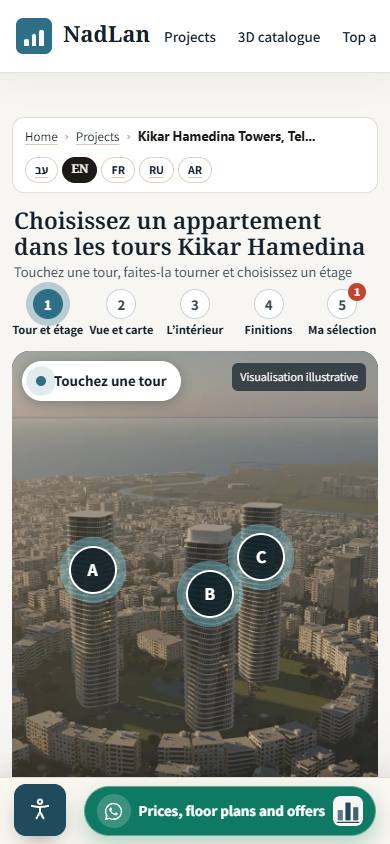 NadLan Projects 3D catalogue Top a
Home › Projects › Kikar Hamedina Towers, Tel...
עב EN FR RU AR
Choisissez un appartement
dans les tours Kikar Hamedina
Touchez une tour, faites-la tourner et choisissez un étage
1 2 3 4 5 1
Tour et étage Vue et carte L'intérieur Finitions Ma sélection
Touchez une tour Visualisation illustrative
C
A
B
Prices, floor plans and offers